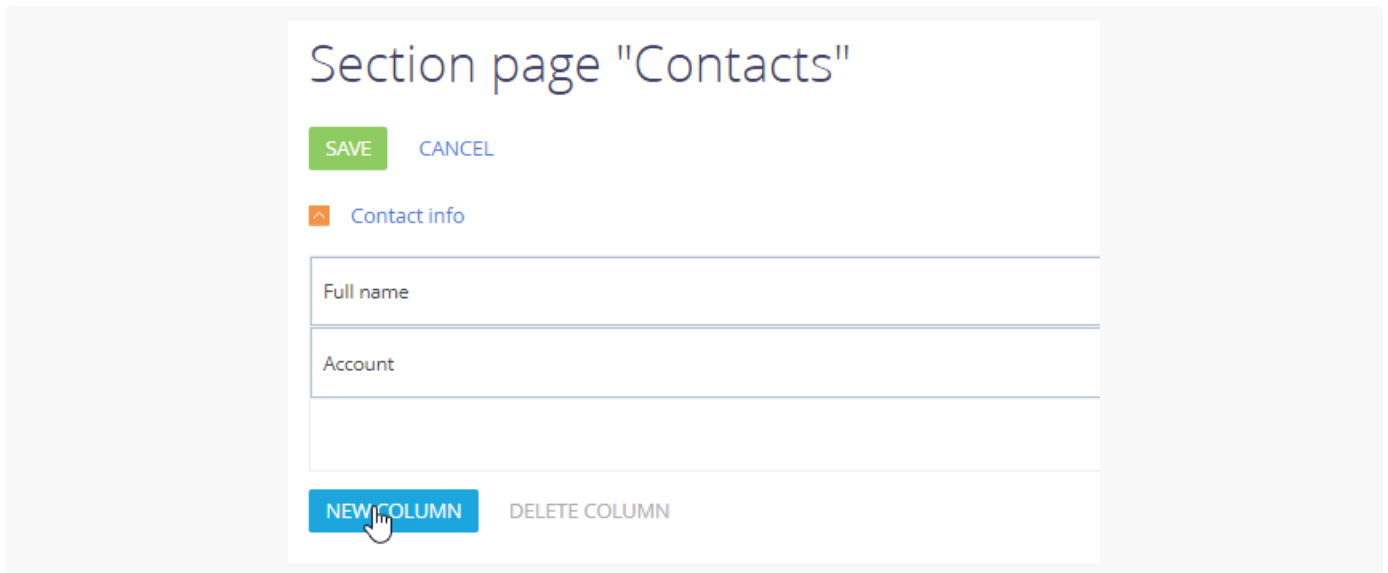 Section page "Contacts"
SAVE CANCEL
Contact info
Full name
Account
NEW COLUMN DELETE COLUMN